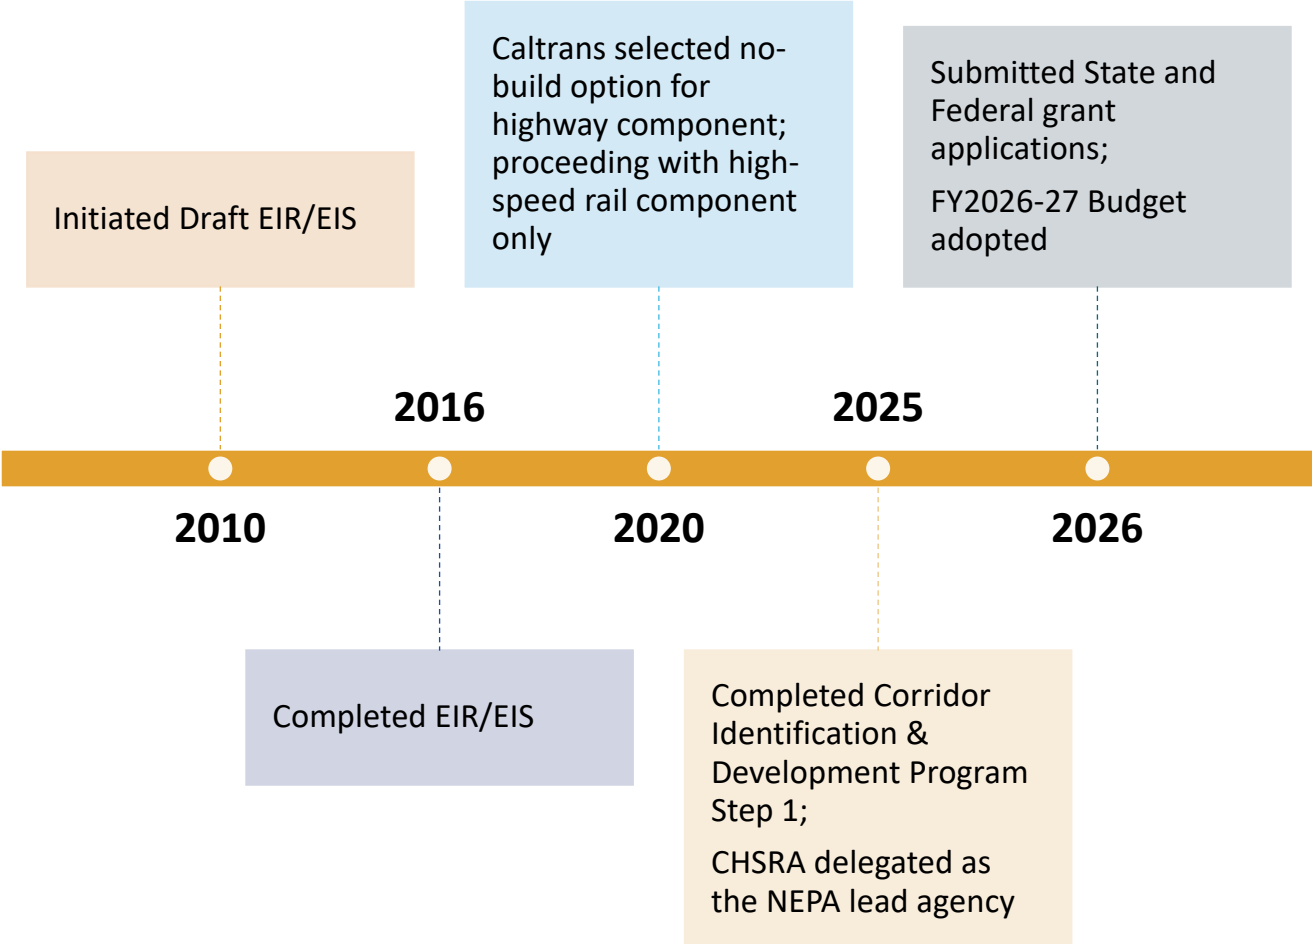 Initiated Draft EIR/EIS
Caltrans selected no-
build option for
highway component;
proceeding with high-
speed rail component
only
Submitted State and
Federal grant
applications;
FY2026-27 Budget
adopted
2016
2025
2010
2020
2026
Completed EIR/EIS
Completed Corridor
Identification &
Development Program
Step 1;
CHSRA delegated as
the NEPA lead agency